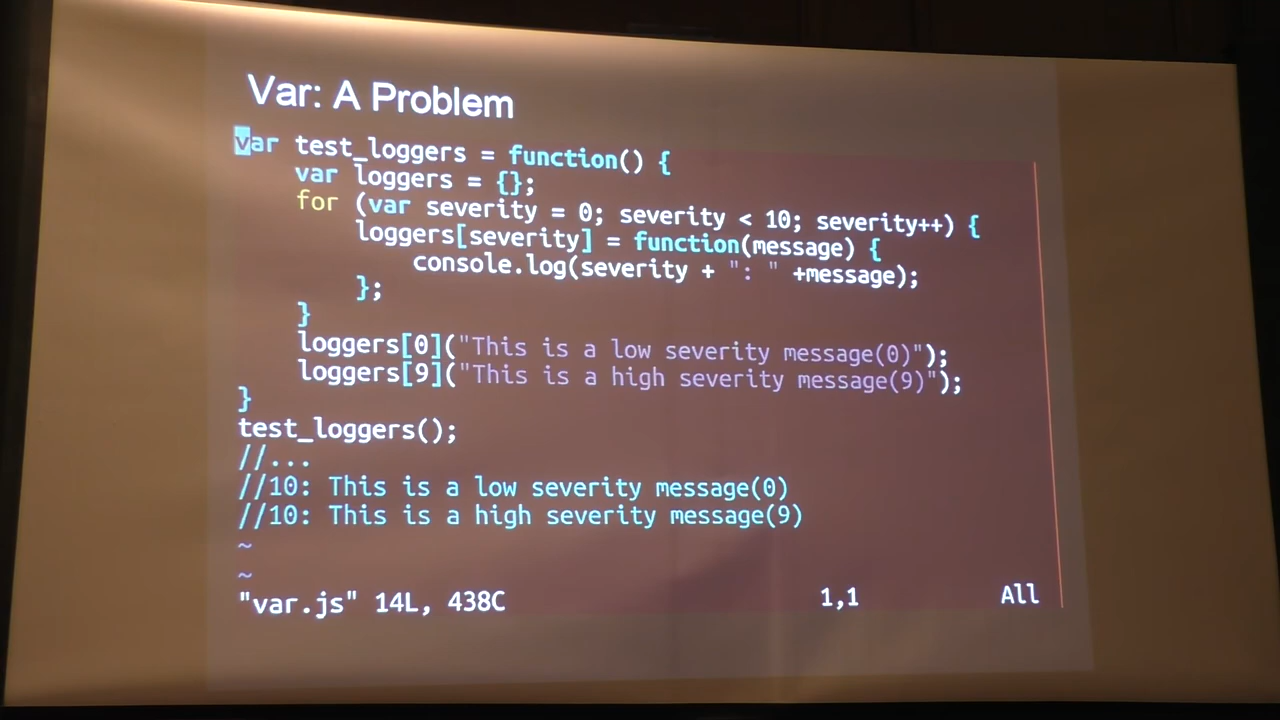 Var: A Problem
var test_loggers = function() {
    var loggers = {};
    for (var severity = 0; severity < 10; severity++) {
        loggers[severity] = function(message) {
            console.log(severity + ": " +message);
        };
    }
    loggers[0]("This is a low severity message(0)");
    loggers[9]("This is a high severity message(9)");
}
test_loggers();
//...
//10: This is a low severity message(0)
//10: This is a high severity message(9)
~
~
"var.js" 14L, 438C 1,1 All